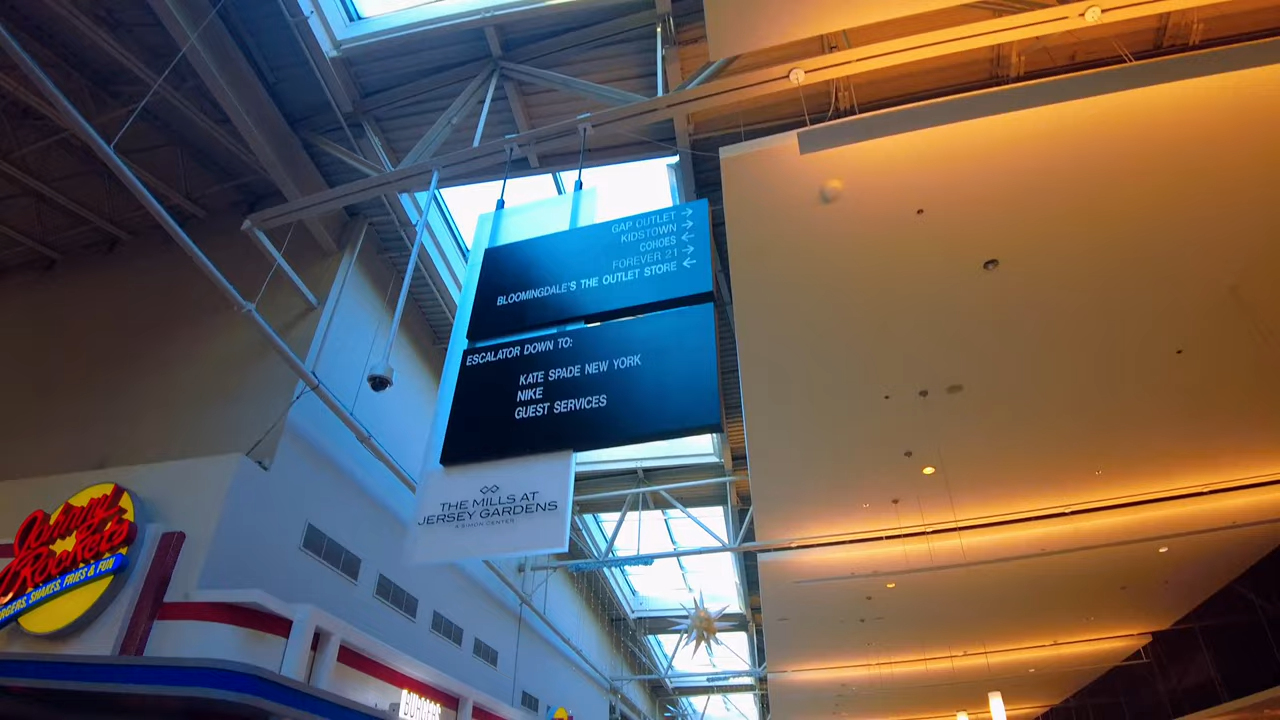 GAP OUTLET →
KIDSTOWN →
COHOES ←
FOREVER 21 →
BLOOMINGDALE'S THE OUTLET STORE ←
ESCALATOR DOWN TO:
KATE SPADE NEW YORK
NIKE
GUEST SERVICES
THE MILLS AT
JERSEY GARDENS
A SIMON CENTER
Johnny
Rockets
BURGERS, SHAKES, FRIES & FUN
BURGERS